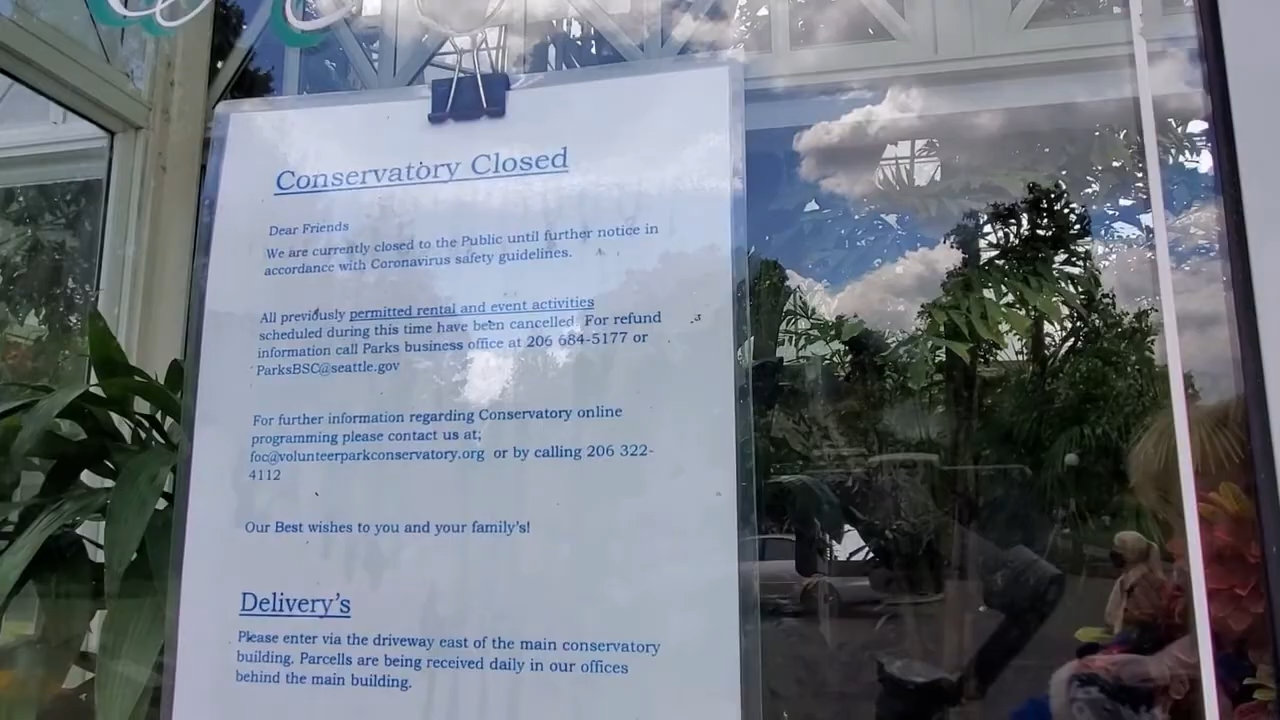 Conservatory Closed
Dear Friends
We are currently closed to the Public until further notice in
accordance with Coronavirus safety guidelines.
All previously permitted rental and event activities
scheduled during this time have been cancelled. For refund
information call Parks business office at 206 684-5177 or
ParksBSC@seattle.gov
For further information regarding Conservatory online
programming please contact us at;
foc@volunteerparkconservatory.org or by calling 206 322-
4112
Our Best wishes to you and your family's!
Delivery's
Please enter via the driveway east of the main conservatory
building. Parcells are being received daily in our offices
behind the main building.